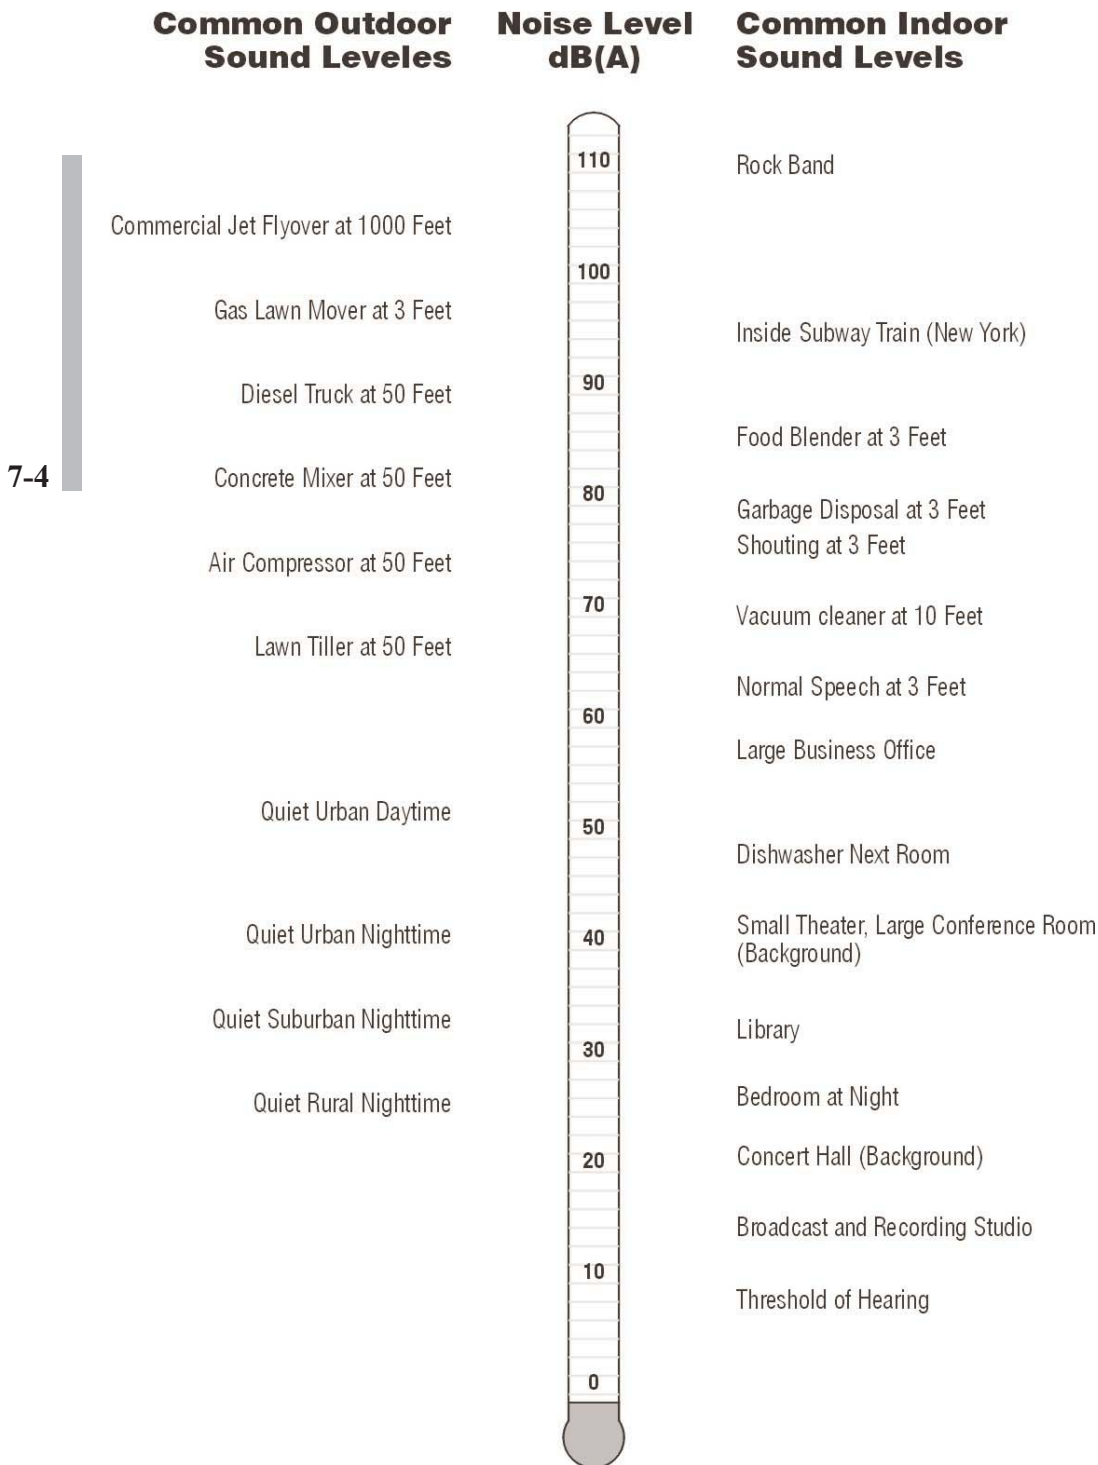 Common Outdoor
Sound Leveles
Noise Level
dB(A)
Common Indoor
Sound Levels
110
Rock Band
Commercial Jet Flyover at 1000 Feet
100
Gas Lawn Mover at 3 Feet
Inside Subway Train (New York)
90
Diesel Truck at 50 Feet
Food Blender at 3 Feet
7-4
Concrete Mixer at 50 Feet
80
Garbage Disposal at 3 Feet
Shouting at 3 Feet
Air Compressor at 50 Feet
70
Vacuum cleaner at 10 Feet
Lawn Tiller at 50 Feet
Normal Speech at 3 Feet
60
Large Business Office
Quiet Urban Daytime
50
Dishwasher Next Room
Quiet Urban Nighttime
40
Small Theater, Large Conference Room
(Background)
Quiet Suburban Nighttime
Library
30
Quiet Rural Nighttime
Bedroom at Night
20
Concert Hall (Background)
Broadcast and Recording Studio
10
Threshold of Hearing
0